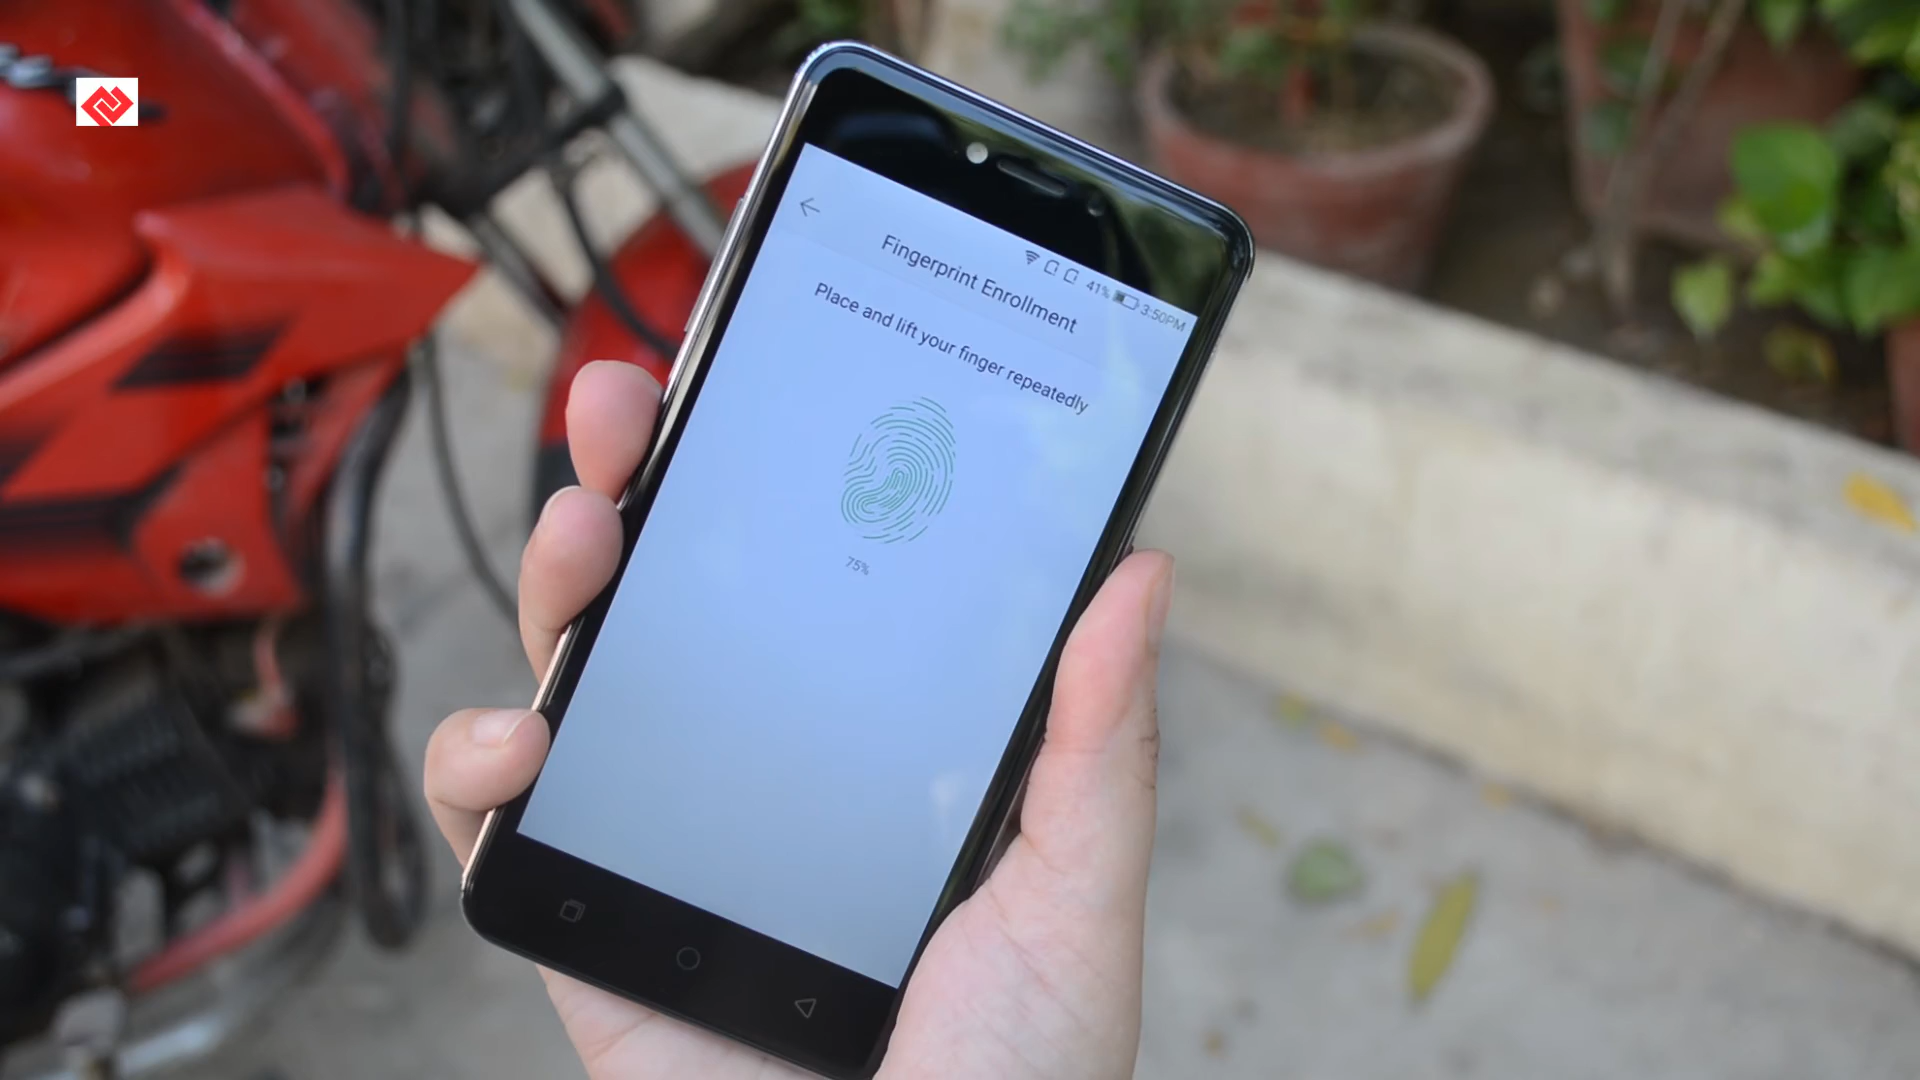 41% 3:50PM
Fingerprint Enrollment
Place and lift your finger repeatedly
75%